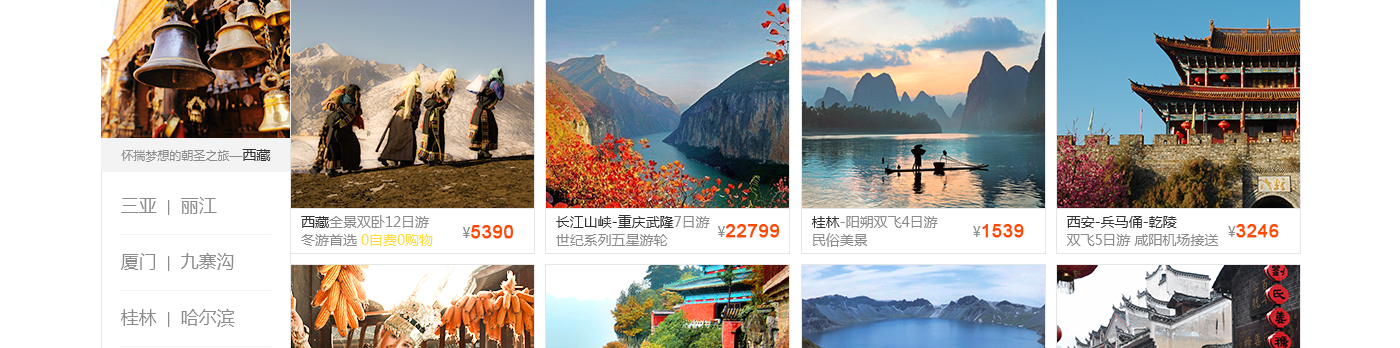 怀揣梦想的朝圣之旅—西藏
三亚 | 丽江
厦门 | 九寨沟
桂林 | 哈尔滨
西藏全景双卧12日游
冬游首选 0自费0购物
¥5390
长江山峡-重庆武隆7日游
世纪系列五星游轮
¥22799
桂林-阳朔双飞4日游
民俗美景
¥1539
西安-兵马俑-乾陵
双飞5日游 咸阳机场接送
¥3246